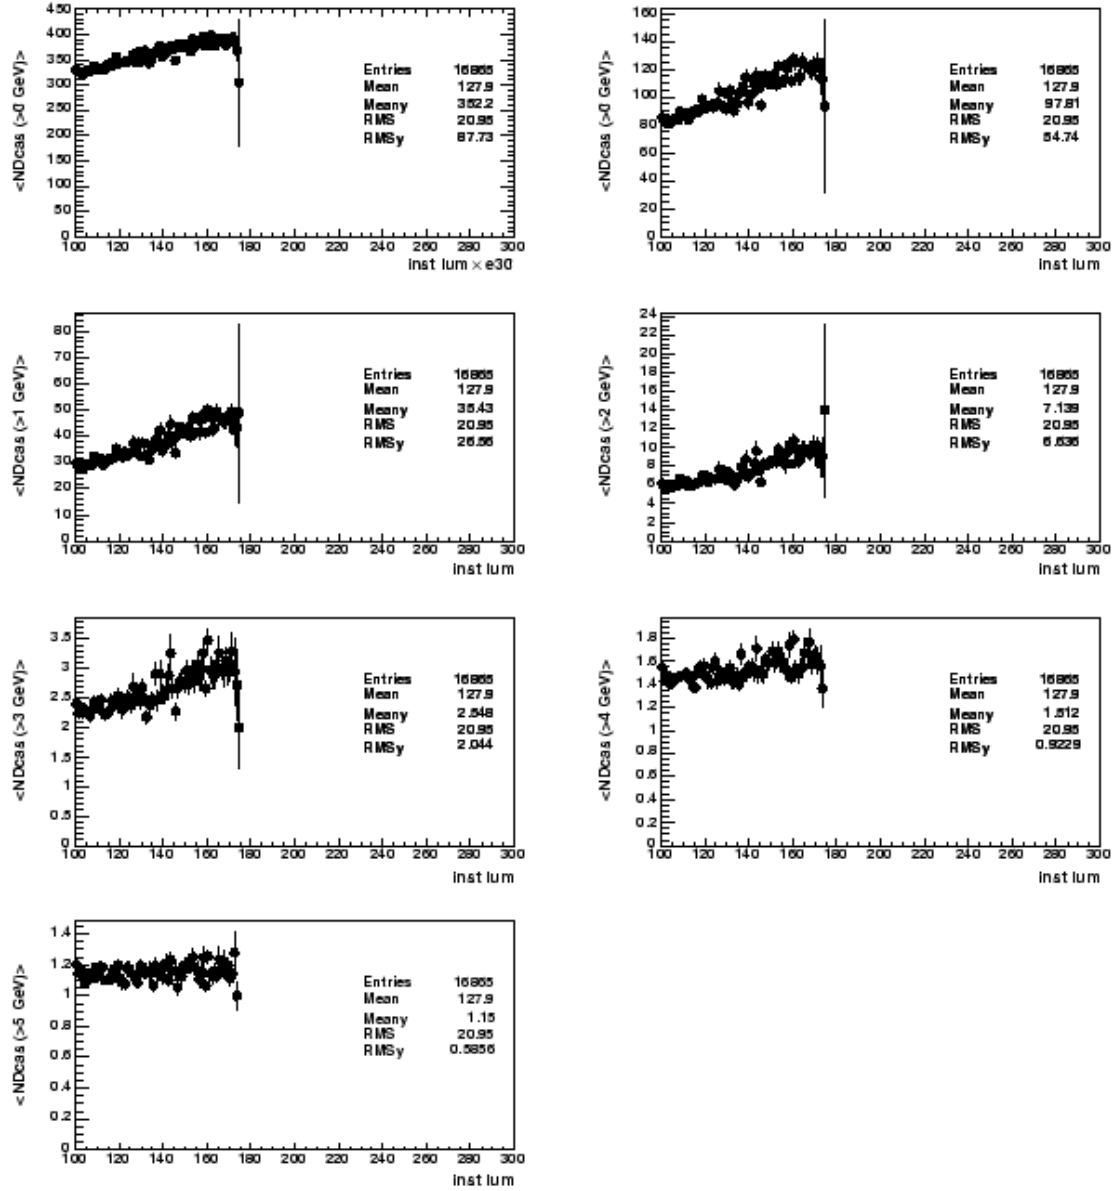 <NDcas (>0 GeV)>
450
400
350
300
250
200
150
100
50
0
100 120 140 160 180 200 220 240 260 280 300
inst lum × e30
Entries 16865
Mean 127.9
Meany 352.2
RMS 20.95
RMSy 87.73
<NDcas (>0 GeV)>
160
140
120
100
80
60
40
20
0
100 120 140 160 180 200 220 240 260 280 300
inst lum
Entries 16865
Mean 127.9
Meany 97.81
RMS 20.95
RMSy 54.74
<NDcas (>1 GeV)>
80
70
60
50
40
30
20
10
0
100 120 140 160 180 200 220 240 260 280 300
inst lum
Entries 16865
Mean 127.9
Meany 35.43
RMS 20.95
RMSy 26.56
<NDcas (>2 GeV)>
24
22
20
18
16
14
12
10
8
6
4
2
0
100 120 140 160 180 200 220 240 260 280 300
inst lum
Entries 16865
Mean 127.9
Meany 7.139
RMS 20.95
RMSy 6.636
<NDcas (>3 GeV)>
3.5
3
2.5
2
1.5
1
0.5
0
100 120 140 160 180 200 220 240 260 280 300
inst lum
Entries 16865
Mean 127.9
Meany 2.548
RMS 20.95
RMSy 2.044
<NDcas (>4 GeV)>
1.8
1.6
1.4
1.2
1
0.8
0.6
0.4
0.2
0
100 120 140 160 180 200 220 240 260 280 300
inst lum
Entries 16865
Mean 127.9
Meany 1.512
RMS 20.95
RMSy 0.9229
<NDcas (>5 GeV)>
1.4
1.2
1
0.8
0.6
0.4
0.2
0
100 120 140 160 180 200 220 240 260 280 300
inst lum
Entries 16865
Mean 127.9
Meany 1.15
RMS 20.95
RMSy 0.5856